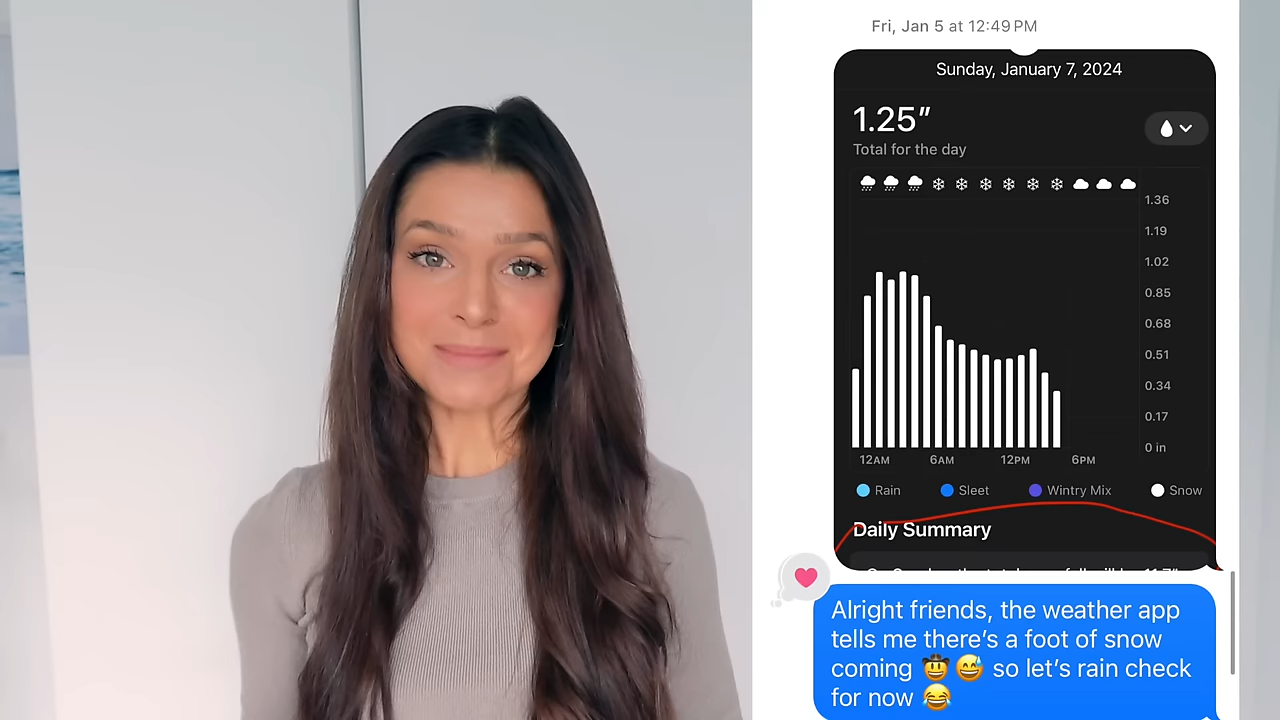 Fri, Jan 5 at 12:49 PM
Sunday, January 7, 2024
1.25”
Total for the day
1.36
1.19
1.02
0.85
0.68
0.51
0.34
0.17
0 in
12AM 6AM 12PM 6PM
Rain Sleet Wintry Mix Snow
Daily Summary
Alright friends, the weather app
tells me there’s a foot of snow
coming 🤠😅 so let’s rain check
for now 😂